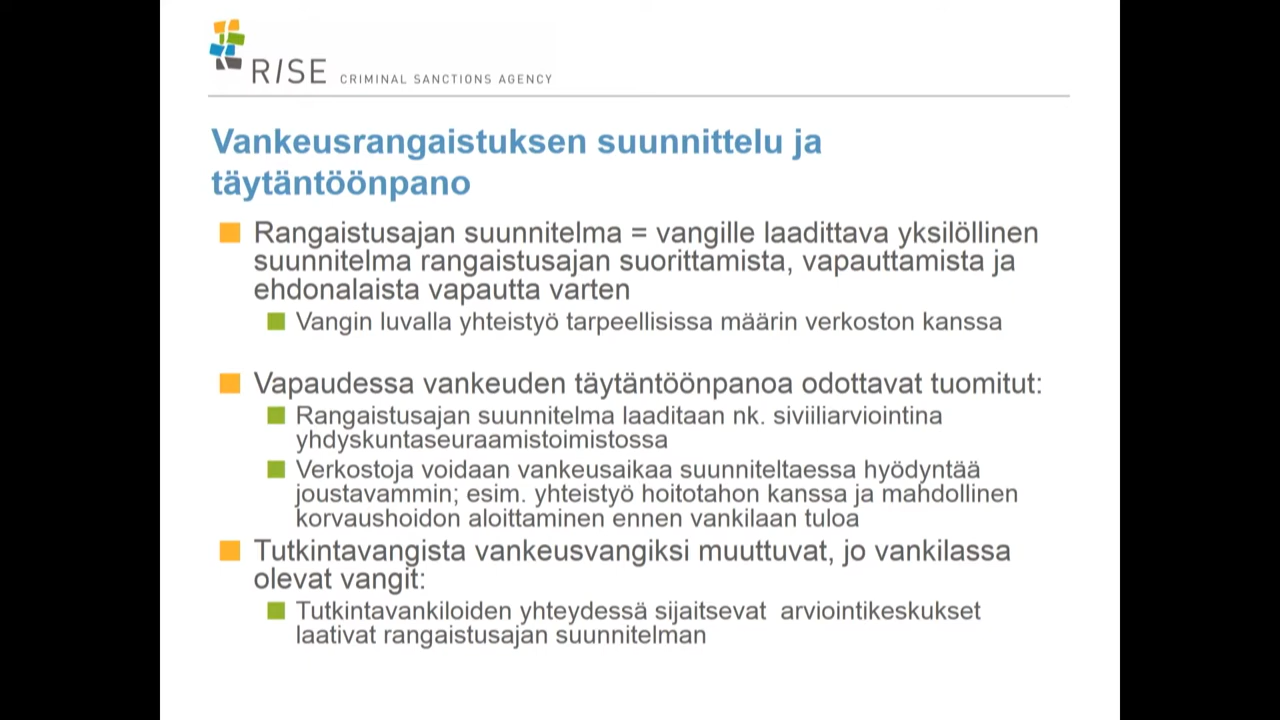 RISE CRIMINAL SANCTIONS AGENCY
Vankeusrangaistuksen suunnittelu ja
täytäntöönpano
Rangaistusajan suunnitelma = vangille laadittava yksilöllinen
suunnitelma rangaistusajan suorittamista, vapauttamista ja
ehdonalaista vapautta varten
Vangin luvalla yhteistyö tarpeellisissa määrin verkoston kanssa
Vapaudessa vankeuden täytäntöönpanoa odottavat tuomitut:
Rangaistusajan suunnitelma laaditaan nk. siviiliarviointina
yhdyskuntaseuraamistoimistossa
Verkostoja voidaan vankeusaikaa suunniteltaessa hyödyntää
joustavammin; esim. yhteistyö hoitotahon kanssa ja mahdollinen
korvaushoidon aloittaminen ennen vankilaan tuloa
Tutkintavangista vankeusvangiksi muuttuvat, jo vankilassa
olevat vangit:
Tutkintavankiloiden yhteydessä sijaitsevat arviointikeskukset
laativat rangaistusajan suunnitelman